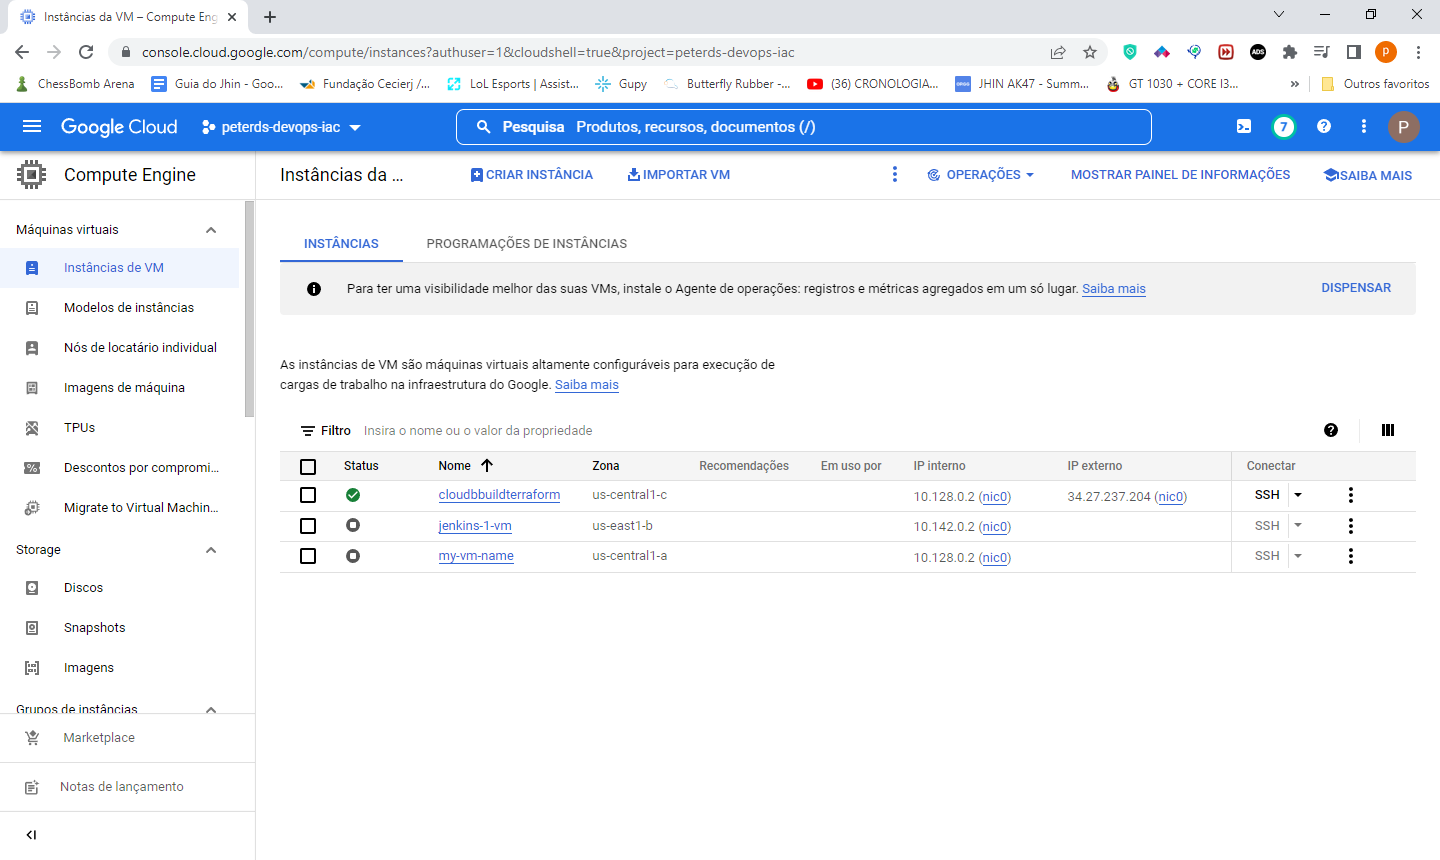 Instâncias da VM – Compute Eng
console.cloud.google.com/compute/instances?authuser=1&cloudshell=true&project=peterds-devops-iac
ADS
p
ChessBomb Arena
Guia do Jhin - Goo...
Fundação Cecierj /...
LoL Esports | Assist...
Gupy
Butterfly Rubber -...
(36) CRONOLOGIA...
JHIN AK47 - Summ...
GT 1030 + CORE I3...
»
Outros favoritos
Google Cloud
peterds-devops-iac
Pesquisa Produtos, recursos, documentos (/)
7
P
Compute Engine
Instâncias da ...
CRIAR INSTÂNCIA
IMPORTAR VM
OPERAÇÕES
MOSTRAR PAINEL DE INFORMAÇÕES
SAIBA MAIS
Máquinas virtuais
Instâncias de VM
Modelos de instâncias
Nós de locatário individual
Imagens de máquina
TPUs
Descontos por compromi...
Migrate to Virtual Machin...
Storage
Discos
Snapshots
Imagens
Grupos de instâncias
Marketplace
Notas de lançamento
INSTÂNCIAS
PROGRAMAÇÕES DE INSTÂNCIAS
Para ter uma visibilidade melhor das suas VMs, instale o Agente de operações: registros e métricas agregados em um só lugar. Saiba mais
DISPENSAR
As instâncias de VM são máquinas virtuais altamente configuráveis para execução de
cargas de trabalho na infraestrutura do Google. Saiba mais
Filtro Insira o nome ou o valor da propriedade
Status Nome Zona Recomendações Em uso por IP interno IP externo Conectar
cloudbbuildterraform us-central1-c 10.128.0.2 (nic0) 34.27.237.204 (nic0) SSH
jenkins-1-vm us-east1-b 10.142.0.2 (nic0) SSH
my-vm-name us-central1-a 10.128.0.2 (nic0) SSH